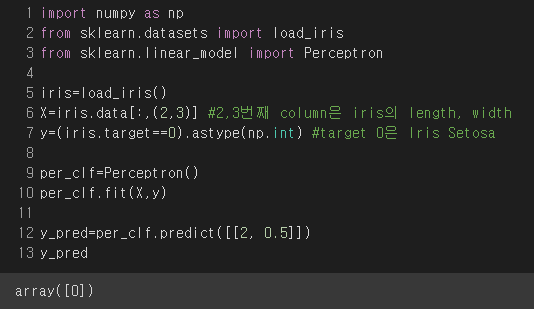 1 import numpy as np
2 from sklearn.datasets import load_iris
3 from sklearn.linear_model import Perceptron
4
5 iris=load_iris()
6 X=iris.data[:,(2,3)] #2,3번째 column은 iris의 length, width
7 y=(iris.target==0).astype(np.int) #target 0은 Iris Setosa
8
9 per_clf=Perceptron()
10 per_clf.fit(X,y)
11
12 y_pred=per_clf.predict([[2, 0.5]])
13 y_pred
array([0])